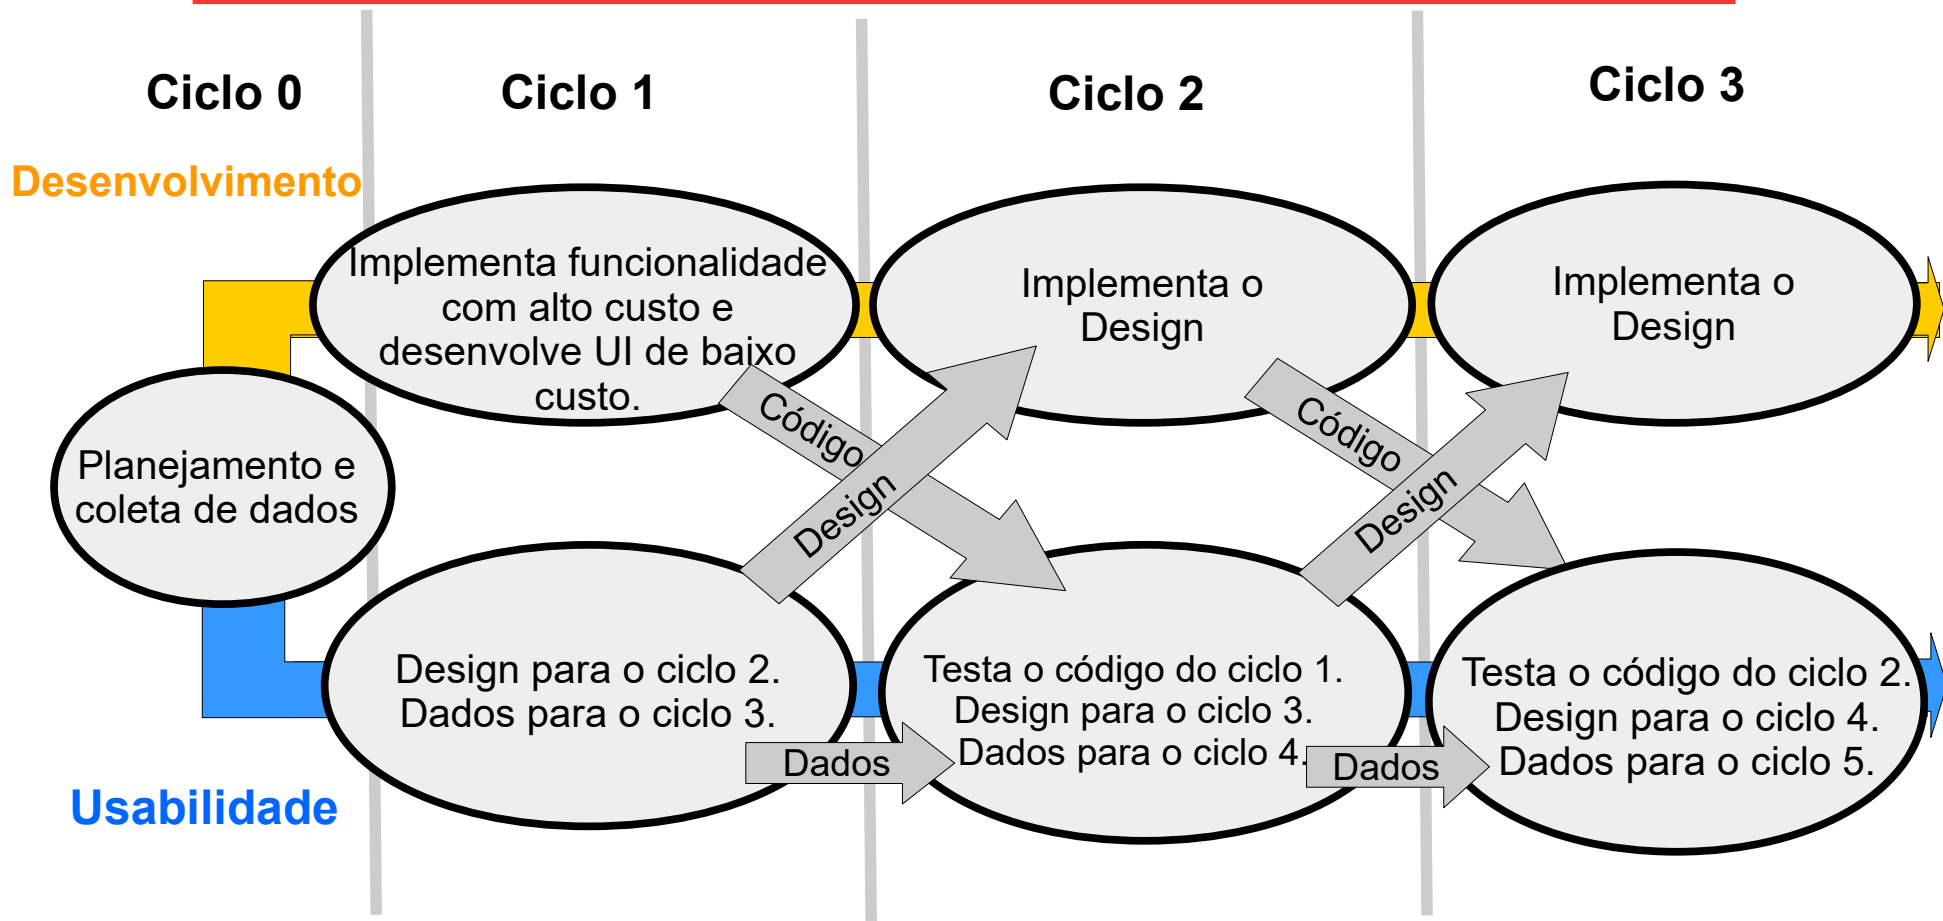 Ciclo 0
Ciclo 1
Ciclo 2
Ciclo 3
Desenvolvimento
Implementa funcionalidade
com alto custo e
desenvolve UI de baixo
custo.
Implementa o
Design
Implementa o
Design
Código
Design
Código
Design
Planejamento e
coleta de dados
Design para o ciclo 2.
Dados para o ciclo 3.
Testa o código do ciclo 1.
Design para o ciclo 3.
Dados para o ciclo 4.
Testa o código do ciclo 2.
Design para o ciclo 4.
Dados para o ciclo 5.
Dados
Dados
Usabilidade